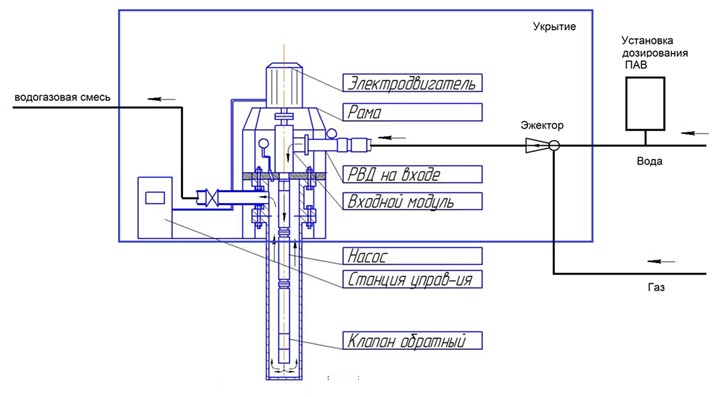 Укрытие
Установка
дозирования
ПАВ
Электродвигатель
водогазовая смесь
Рама
Эжектор
Вода
РВД на входе
Входной модуль
Насос
Станция управ-ия
Газ
Клапан обратный